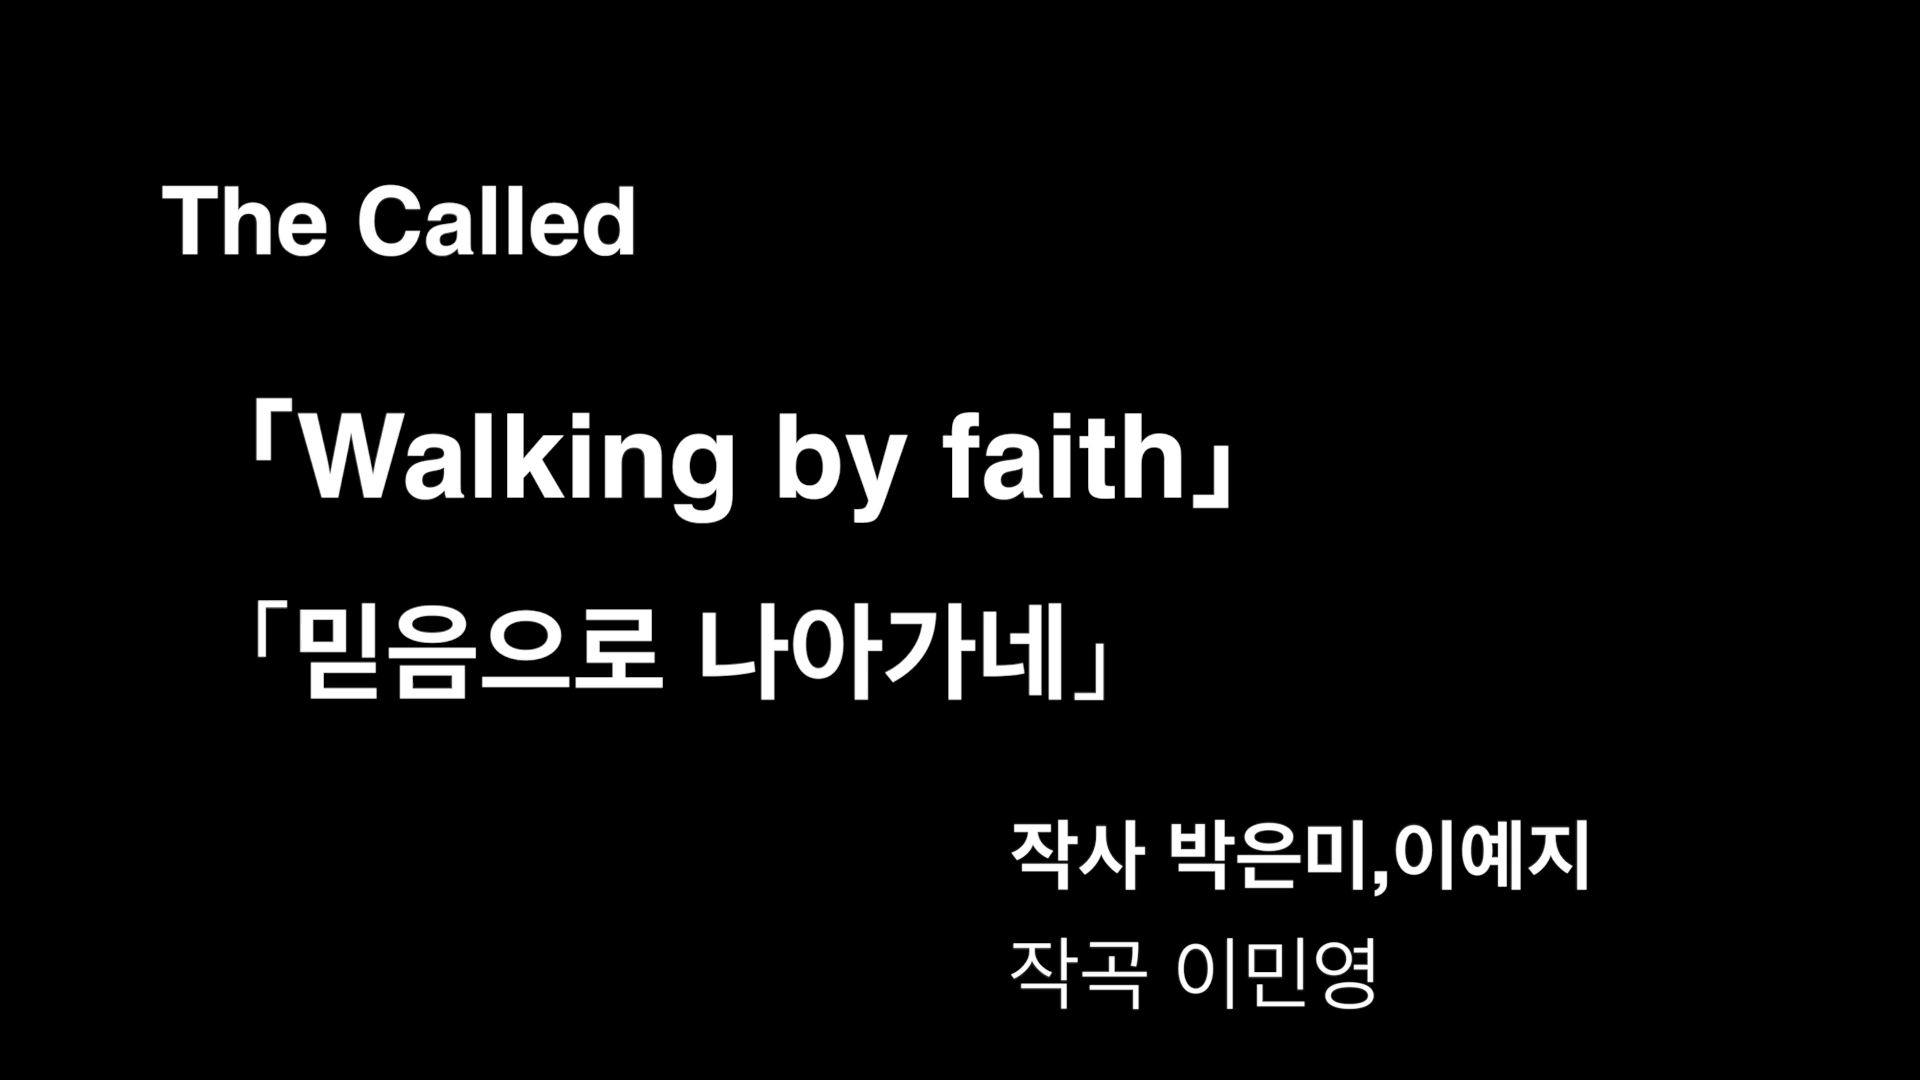 The Called
「Walking by faith」
「믿음으로 나아가네」
작사 박은미,이예지
작곡 이민영